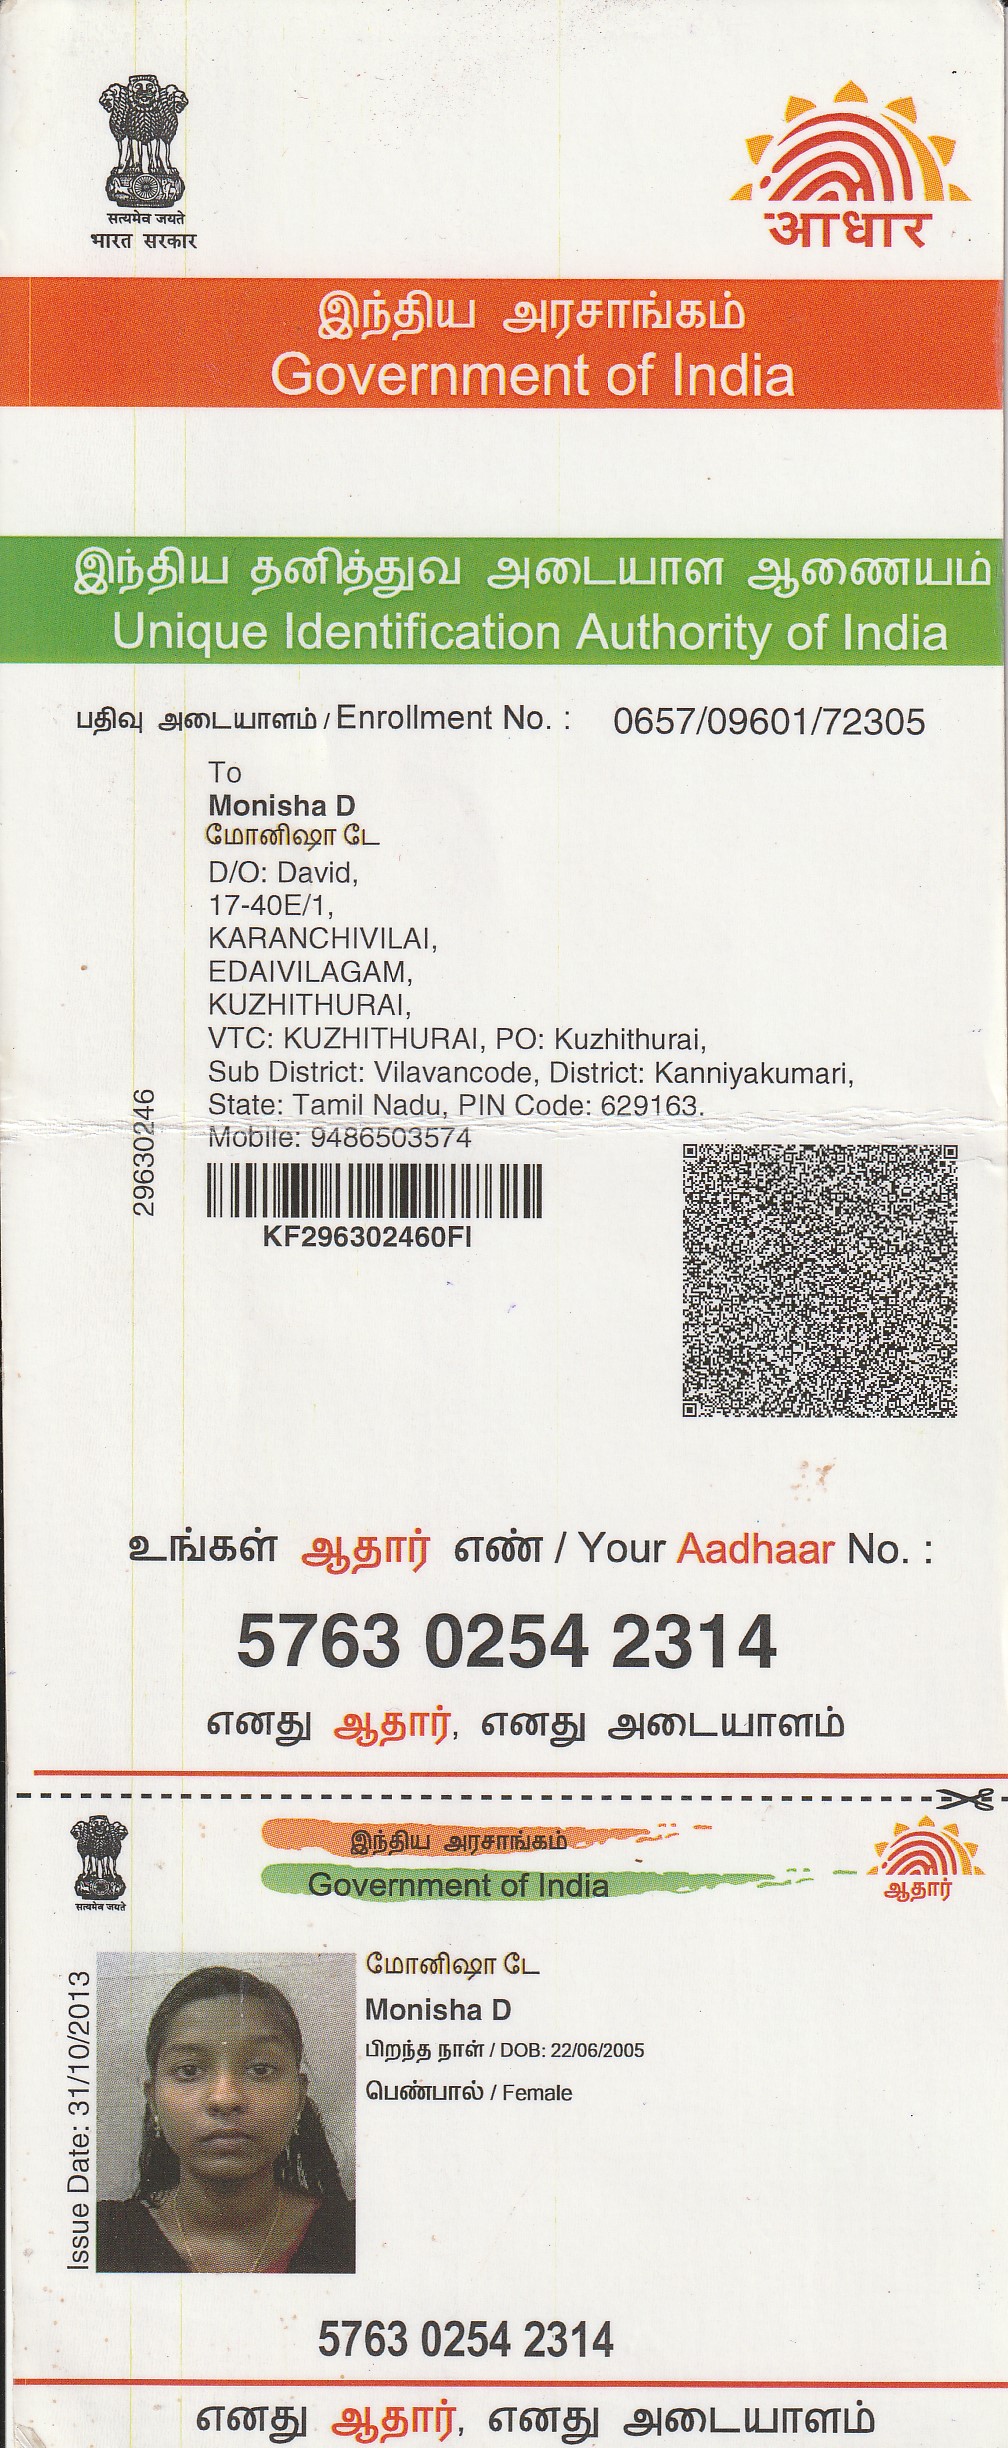 सत्यमेव जयते
भारत सरकार
आधार
இந்திய அரசாங்கம்
Government of India
இந்திய தனித்துவ அடையாள ஆணையம்
Unique Identification Authority of India
பதிவு அடையாளம் / Enrollment No. : 0657/09601/72305
To
Monisha D
மோனிஷா டே
D/O: David,
17-40E/1,
KARANCHIVILAI,
EDAIVILAGAM,
KUZHITHURAI,
VTC: KUZHITHURAI, PO: Kuzhithurai,
Sub District: Vilavancode, District: Kanniyakumari,
State: Tamil Nadu, PIN Code: 629163.
Mobile: 9486503574
29630246
KF296302460FI
உங்கள் ஆதார் எண் / Your Aadhaar No. :
5763 0254 2314
எனது ஆதார், எனது அடையாளம்
सत्यमेव जयते
இந்திய அரசாங்கம்
Government of India
ஆதார்
Issue Date: 31/10/2013
மோனிஷா டே
Monisha D
பிறந்த நாள் / DOB: 22/06/2005
பெண்பால் / Female
5763 0254 2314
எனது ஆதார், எனது அடையாளம்